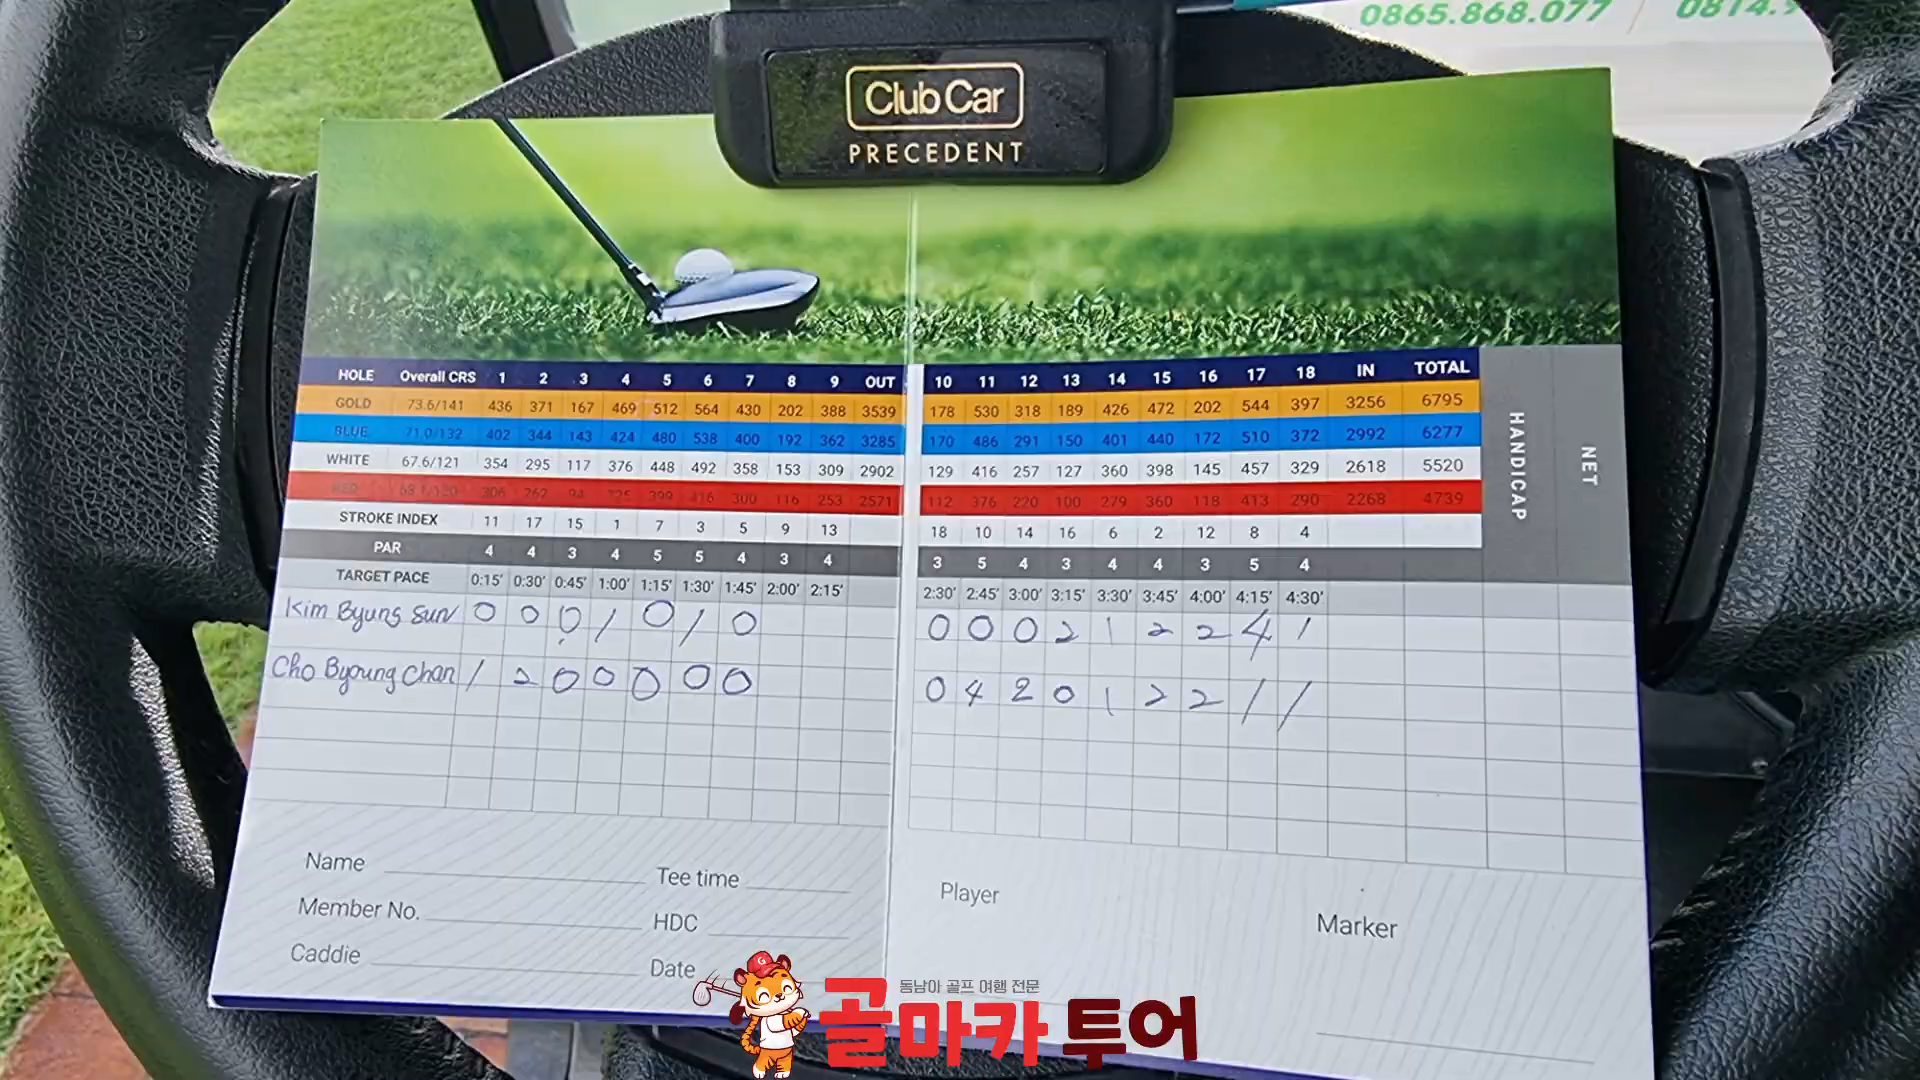 0865.868.077
Club Car
PRECEDENT
HOLE Overall CRS 1 2 3 4 5 6 7 8 9 OUT 10 11 12 13 14 15 16 17 18 IN TOTAL
GOLD 73.6/141 436 371 167 469 512 564 430 202 388 3539 178 530 318 189 426 472 202 544 397 3256 6795
BLUE 71.0/132 402 344 143 424 480 538 400 192 362 3285 170 486 291 150 401 440 172 510 372 2992 6277
WHITE 67.6/121 354 295 117 376 448 492 358 153 309 2902 129 416 257 127 360 398 145 457 329 2618 5520
RED 306 262 94 399 416 300 116 253 2571 112 376 220 100 279 360 118 413 290 2268 4739
STROKE INDEX 11 17 15 1 7 3 5 9 13 18 10 14 16 6 2 12 8 4
PAR 4 4 3 4 5 5 4 3 4 3 5 4 3 4 4 3 5 4
TARGET PACE 0:15' 0:30' 0:45' 1:00' 1:15' 1:30' 1:45' 2:00' 2:15' 2:30' 2:45' 3:00' 3:15' 3:30' 3:45' 4:00' 4:15' 4:30'
HANDICAP
NET
Kim Byung Sun 0 0 0 / 0 / 0 0 0 0 2 1 2 2 4 1
Cho Byoung Chan / 2 0 0 0 0 0 0 4 2 0 1 2 2 / /
Name Tee time
Member No. HDC
Caddie Date
Player
Marker
동남아 골프 여행 전문
골마카 투어
G